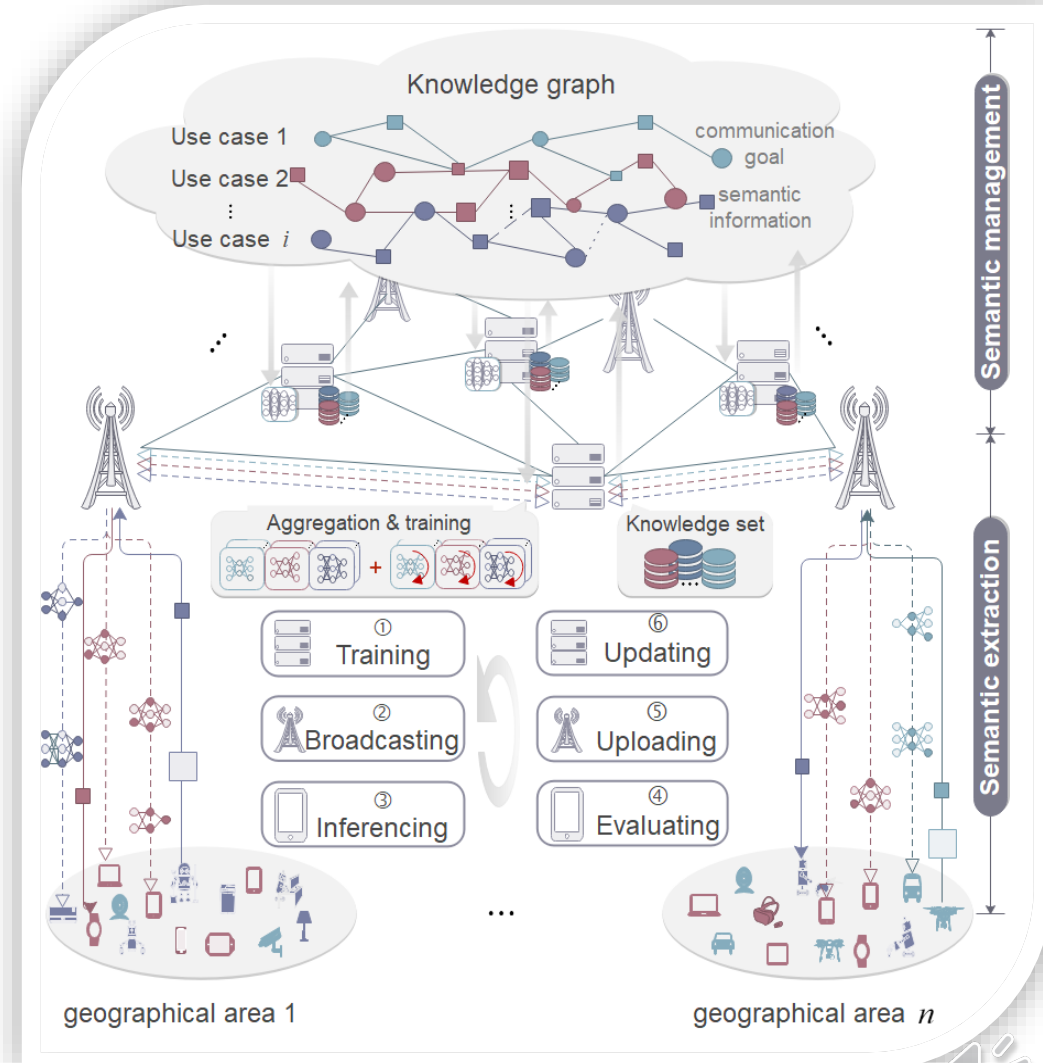 Knowledge graph
Use case 1
communication
goal
Use case 2
semantic
information
Use case i
Semantic management
Aggregation & training
Knowledge set
+
Semantic extraction
①
Training
⑥
Updating
②
Broadcasting
⑤
Uploading
③
Inferencing
④
Evaluating
...
geographical area 1
geographical area n